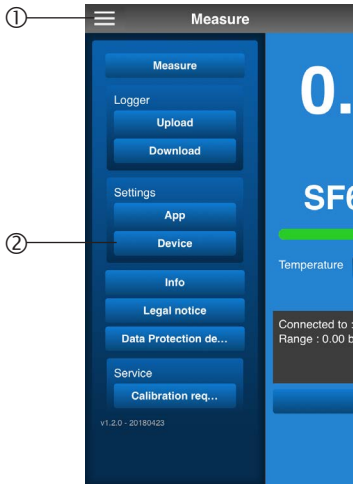 ① Measure
Measure
Logger
Upload
Download
Settings
App
② Device
Info
Legal notice
Data Protection de...
Service
Calibration req...
v1.2.0 - 20180423
0.
SF6
Temperature
Connected to :
Range : 0.00 b